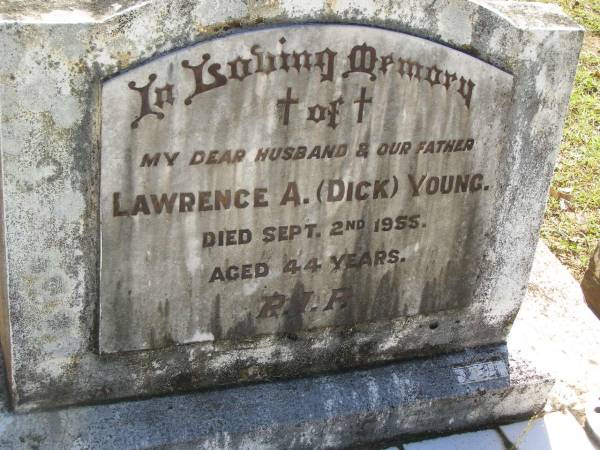 In Loving Memory
of
MY DEAR HUSBAND & OUR FATHER
LAWRENCE A. (DICK) YOUNG.
DIED SEPT. 2ND 1955.
AGED 44 YEARS.
R.I.P.